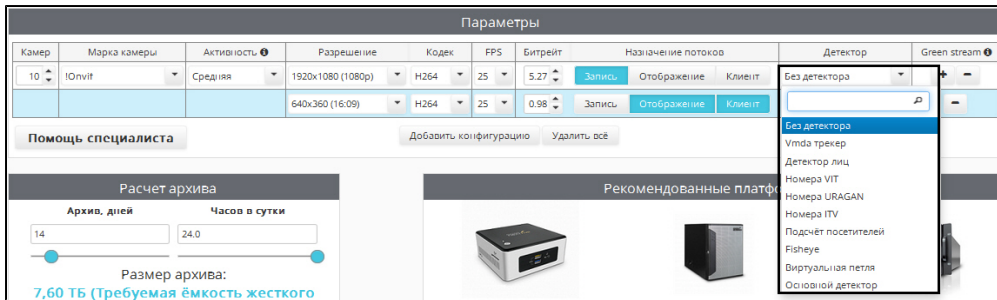 Параметры
Камер Марка камеры Активность Разрешение Кодек FPS Битрейт Назначение потоков Детектор Green stream
10 !Onvif Средняя 1920x1080 (1080p) H264 25 5.27 Запись Отображение Клиент Без детектора + −
640x360 (16:09) H264 25 0.98 Запись Отображение Клиент −
Без детектора
Vmda трекер
Детектор лиц
Номера VIT
Номера URAGAN
Номера ITV
Подсчёт посетителей
Fisheye
Виртуальная петля
Основной детектор
Помощь специалиста Добавить конфигурацию Удалить всё
Расчет архива
Архив, дней Часов в сутки
14 24.0
Размер архива:
7,60 ТБ (Требуемая ёмкость жесткого
Рекомендованные